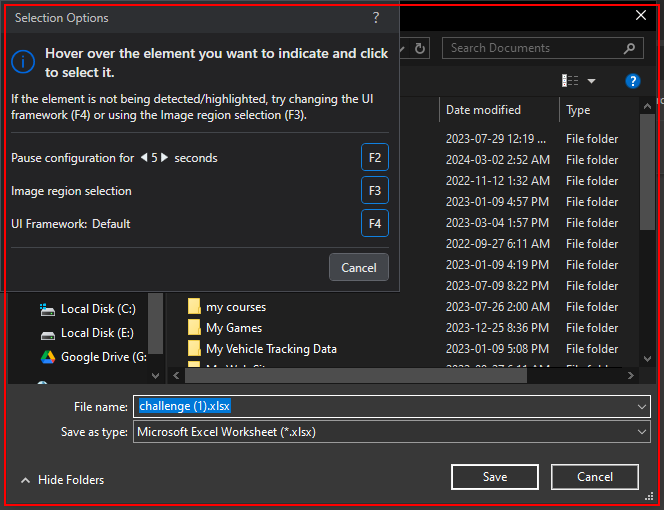 Selection Options
?
Hover over the element you want to indicate and click
to select it.
If the element is not being detected/highlighted, try changing the UI
framework (F4) or using the Image region selection (F3).
Pause configuration for 5 seconds
F2
Image region selection
F3
UI Framework: Default
F4
Cancel
Search Documents
?
Date modified
Type
2023-07-29 12:19 ...
File folder
2024-03-02 2:52 AM
File folder
2022-11-12 1:32 AM
File folder
2023-01-09 4:57 PM
File folder
2023-03-04 1:57 PM
File folder
2022-09-27 6:11 AM
File folder
2023-01-09 4:19 PM
File folder
2023-07-09 8:22 PM
File folder
my courses
2023-07-26 2:00 AM
File folder
My Games
2023-12-25 8:36 PM
File folder
My Vehicle Tracking Data
2023-01-09 5:08 PM
File folder
Local Disk (C:)
Local Disk (E:)
Google Drive (G:
File name:
challenge (1).xlsx
Save as type:
Microsoft Excel Worksheet (*.xlsx)
Hide Folders
Save
Cancel